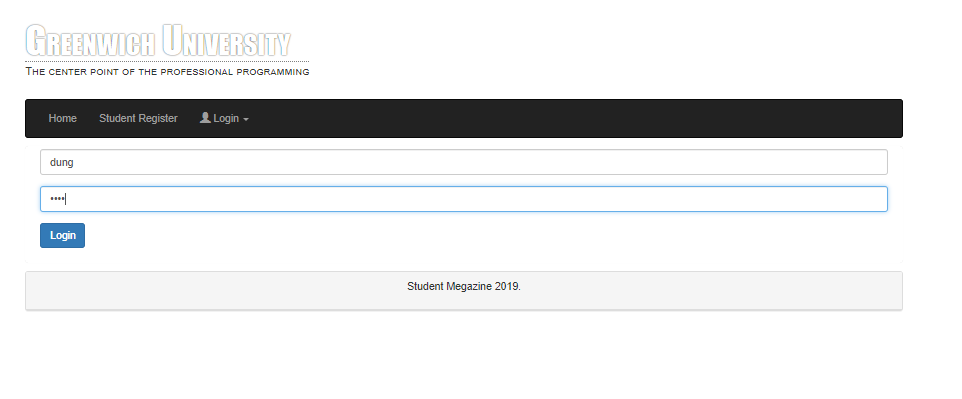 Greenwich University
The center point of the professional programming
Home Student Register Login
dung
••••
Login
Student Megazine 2019.